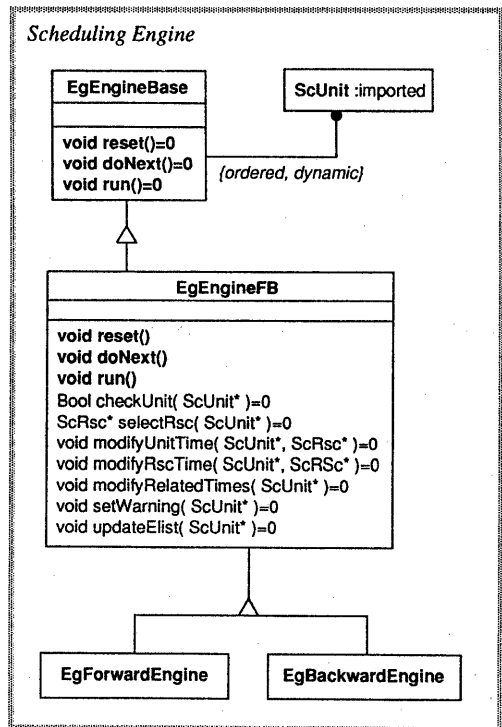 Scheduling Engine
EgEngineBase
void reset()=0
void doNext()=0
void run()=0
ScUnit :imported
{ordered, dynamic}
EgEngineFB
void reset()
void doNext()
void run()
Bool checkUnit( ScUnit* )=0
ScRsc* selectRsc( ScUnit* )=0
void modifyUnitTime( ScUnit*, ScRsc* )=0
void modifyRscTime( ScUnit*, ScRSc* )=0
void modifyRelatedTimes( ScUnit* )=0
void setWarning( ScUnit* )=0
void updateElist( ScUnit* )=0
EgForwardEngine
EgBackwardEngine